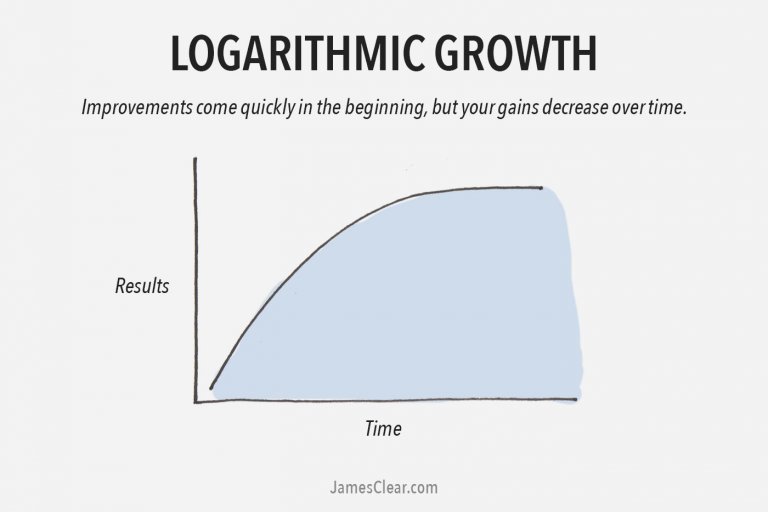 LOGARITHMIC GROWTH
Improvements come quickly in the beginning, but your gains decrease over time.
Results
Time
JamesClear.com